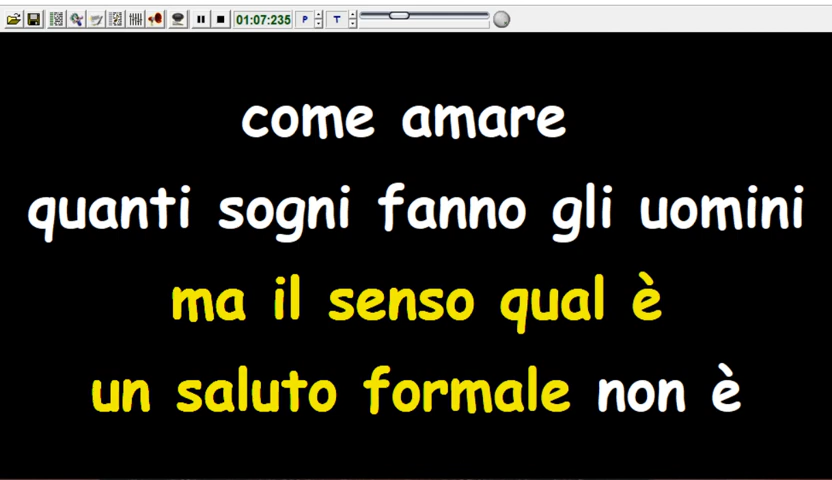 01:07:235 P T
come amare
quanti sogni fanno gli uomini
ma il senso qual è
un saluto formale non è